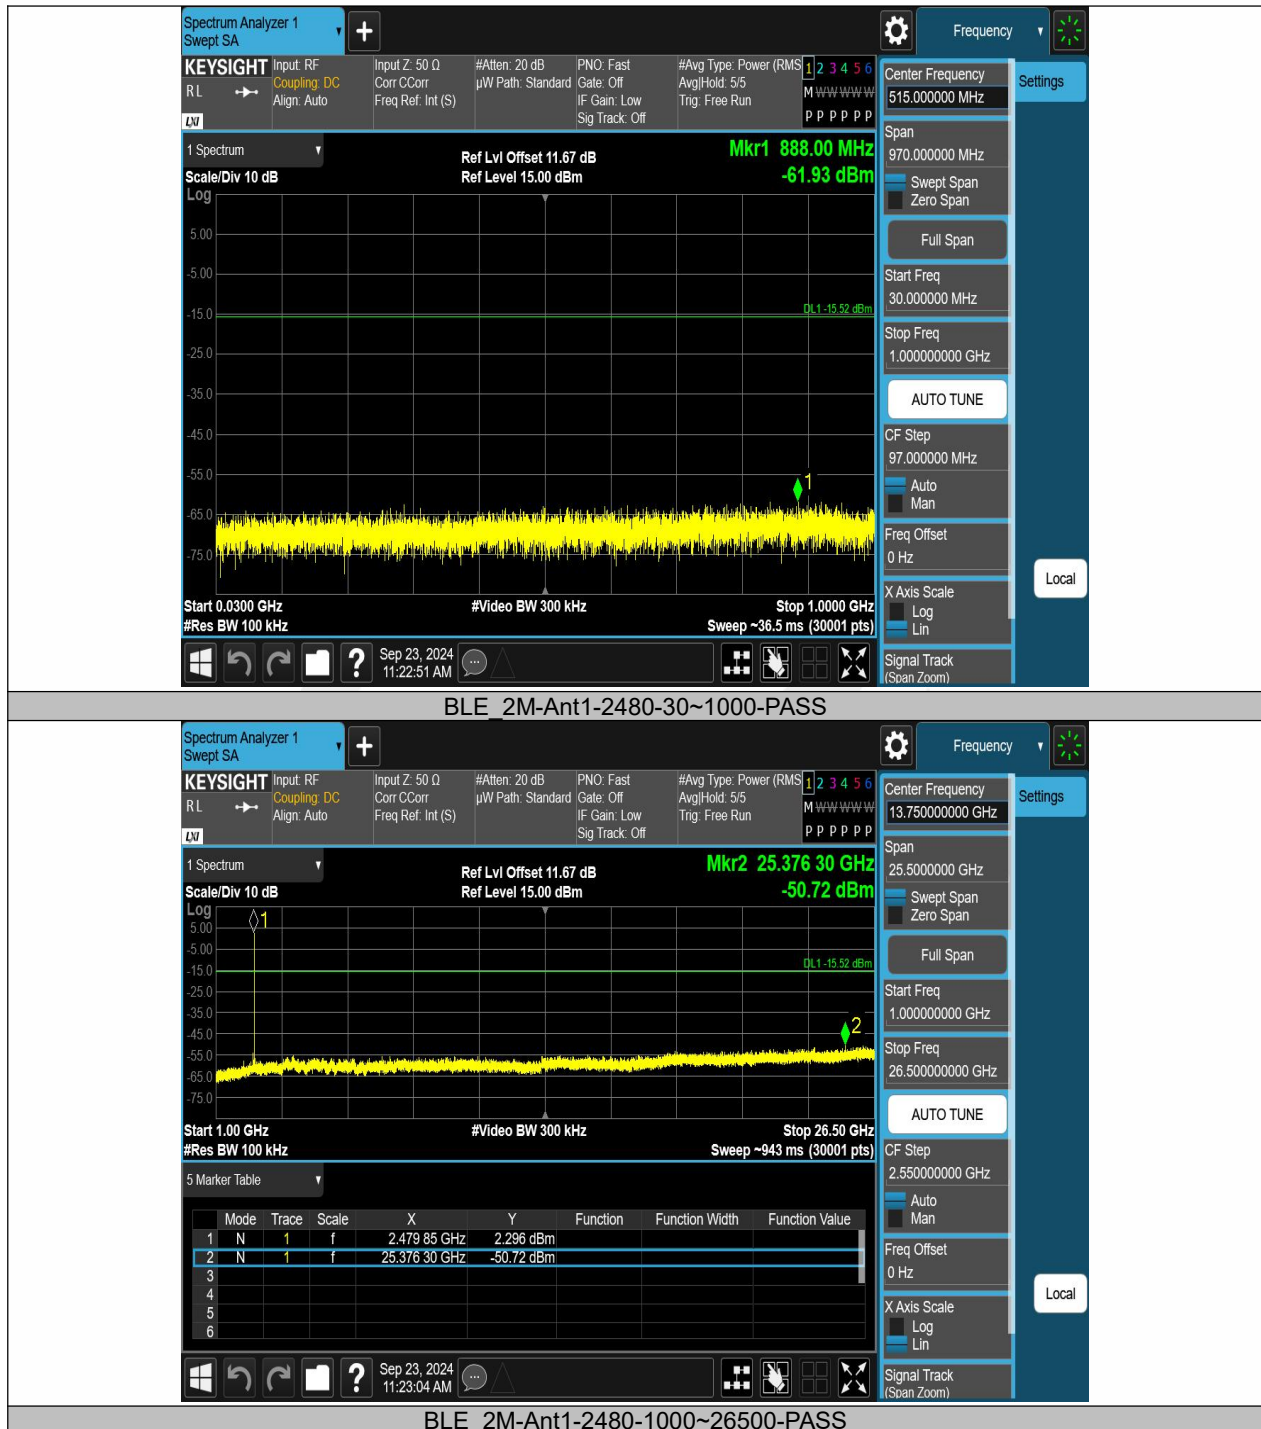 Spectrum Analyzer 1
Swept SA
+
Frequency
KEYSIGHT
R L
LXI
Input: RF
Coupling: DC
Align: Auto
Input Z: 50 Ω
Corr CCorr
Freq Ref: Int (S)
#Atten: 20 dB
µW Path: Standard
PNO: Fast
Gate: Off
IF Gain: Low
Sig Track: Off
#Avg Type: Power (RMS
Avg|Hold: 5/5
Trig: Free Run
1 2 3 4 5 6
M W W W W W
P P P P P P
Center Frequency
515.000000 MHz
Settings
1 Spectrum
Scale/Div 10 dB
Log
Ref Lvl Offset 11.67 dB
Ref Level 15.00 dBm
Mkr1 888.00 MHz
-61.93 dBm
5.00
-5.00
-15.0
-25.0
-35.0
-45.0
-55.0
-65.0
-75.0
DL1 -15.52 dBm
1
Start 0.0300 GHz
#Res BW 100 kHz
#Video BW 300 kHz
Stop 1.0000 GHz
Sweep ~36.5 ms (30001 pts)
Span
970.000000 MHz
Swept Span
Zero Span
Full Span
Start Freq
30.000000 MHz
Stop Freq
1.000000000 GHz
AUTO TUNE
CF Step
97.000000 MHz
Auto
Man
Freq Offset
0 Hz
X Axis Scale
Log
Lin
Signal Track
(Span Zoom)
Local
?
Sep 23, 2024
11:22:51 AM
BLE_2M-Ant1-2480-30~1000-PASS
Spectrum Analyzer 1
Swept SA
+
Frequency
KEYSIGHT
R L
LXI
Input: RF
Coupling: DC
Align: Auto
Input Z: 50 Ω
Corr CCorr
Freq Ref: Int (S)
#Atten: 20 dB
µW Path: Standard
PNO: Fast
Gate: Off
IF Gain: Low
Sig Track: Off
#Avg Type: Power (RMS
Avg|Hold: 5/5
Trig: Free Run
1 2 3 4 5 6
M W W W W W
P P P P P P
Center Frequency
13.750000000 GHz
Settings
1 Spectrum
Scale/Div 10 dB
Log
Ref Lvl Offset 11.67 dB
Ref Level 15.00 dBm
Mkr2 25.376 30 GHz
-50.72 dBm
5.00
-5.00
-15.0
-25.0
-35.0
-45.0
-55.0
-65.0
-75.0
1
DL1 -15.52 dBm
2
Start 1.00 GHz
#Res BW 100 kHz
#Video BW 300 kHz
Stop 26.50 GHz
Sweep ~943 ms (30001 pts)
5 Marker Table
Mode Trace Scale X Y Function Function Width Function Value
1 N 1 f 2.479 85 GHz 2.296 dBm
2 N 1 f 25.376 30 GHz -50.72 dBm
3
4
5
6
Span
25.5000000 GHz
Swept Span
Zero Span
Full Span
Start Freq
1.000000000 GHz
Stop Freq
26.500000000 GHz
AUTO TUNE
CF Step
2.550000000 GHz
Auto
Man
Freq Offset
0 Hz
X Axis Scale
Log
Lin
Signal Track
(Span Zoom)
Local
?
Sep 23, 2024
11:23:04 AM
BLE_2M-Ant1-2480-1000~26500-PASS